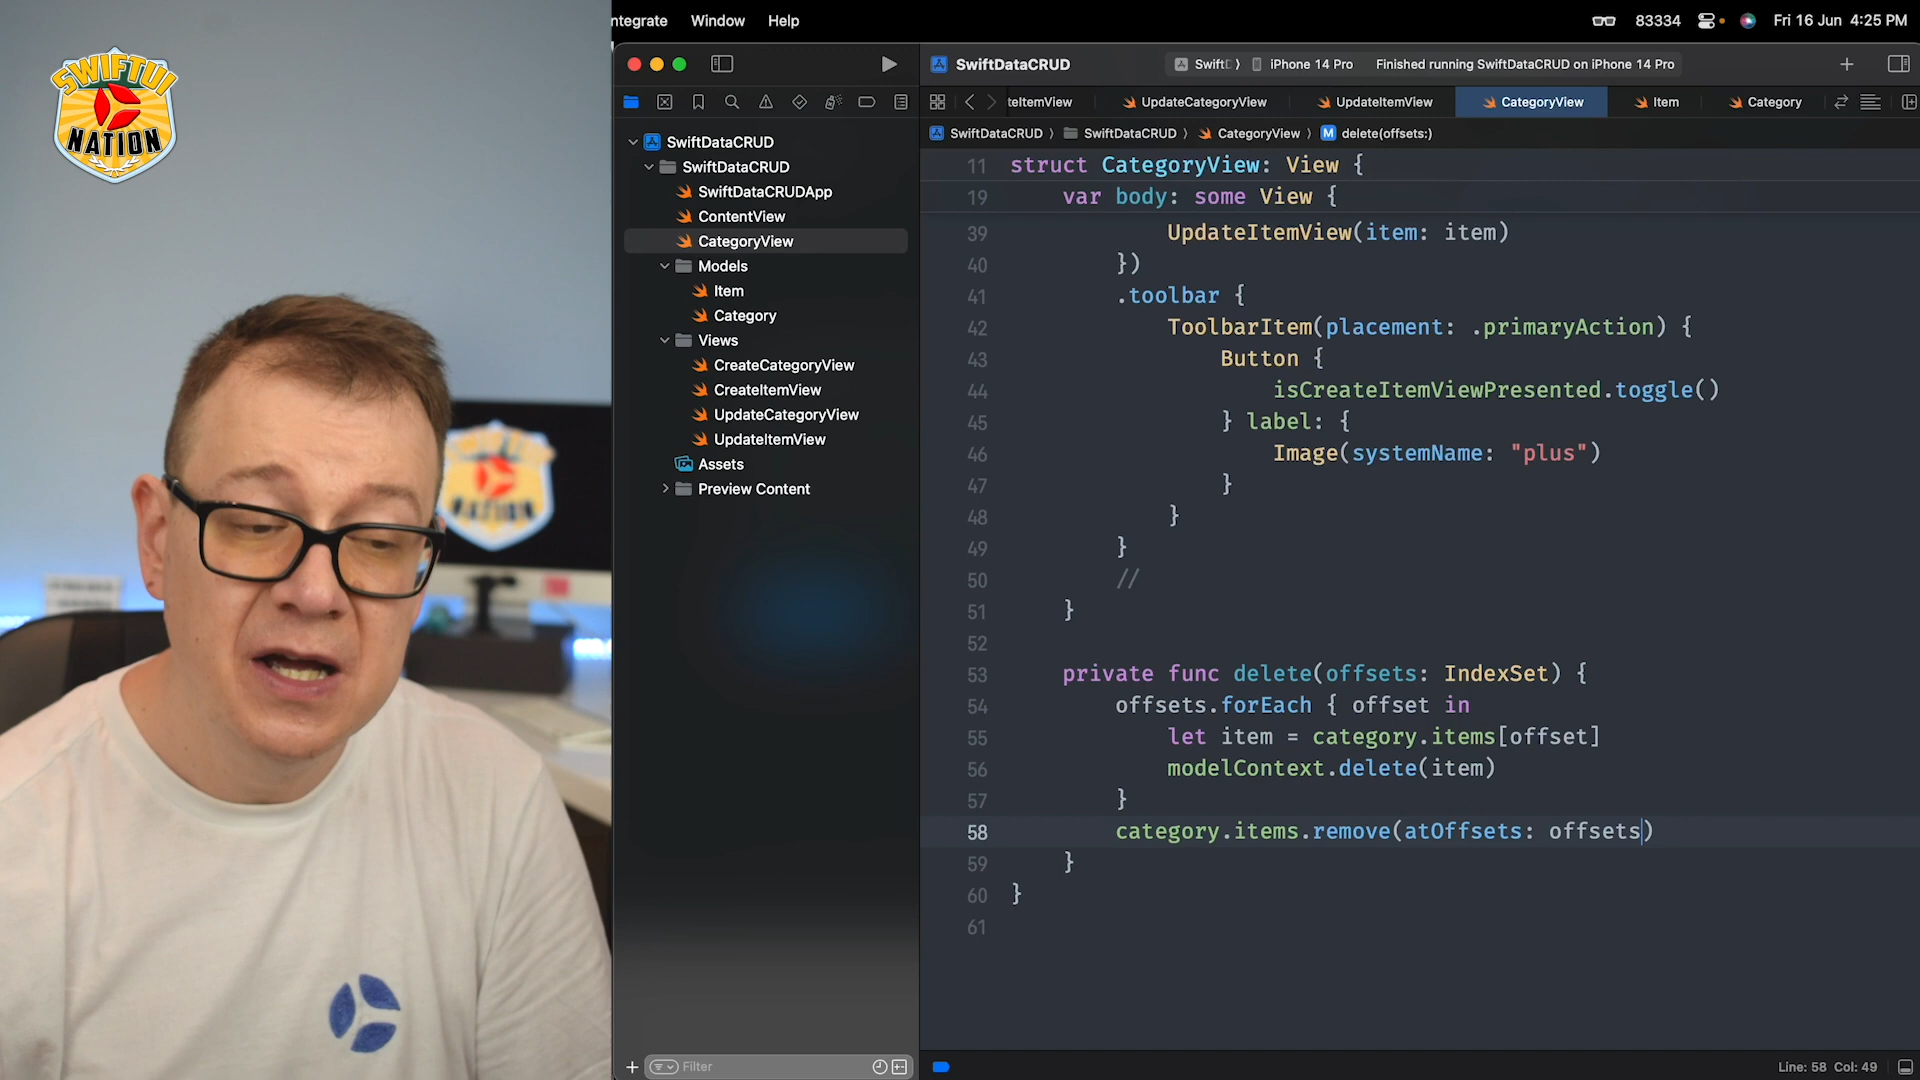 SWIFTUI
NATION
NATION
ntegrate
Window
Help
83334
Fri 16 Jun 4:25 PM
SwiftDataCRUD
iPhone 14 Pro
Finished running SwiftDataCRUD on iPhone 14 Pro
teItemView
UpdateCategoryView
UpdateItemView
CategoryView
Item
Category
SwiftDataCRUD
SwiftDataCRUD
CategoryView
M delete(offsets:)
SwiftDataCRUD
SwiftDataCRUD
SwiftDataCRUDApp
ContentView
CategoryView
Models
Item
Category
Views
CreateCategoryView
CreateItemView
UpdateCategoryView
UpdateItemView
Assets
Preview Content
Filter
11 struct CategoryView: View {
19 var body: some View {
39 UpdateItemView(item: item)
40 })
41 .toolbar {
42 ToolbarItem(placement: .primaryAction) {
43 Button {
44 isCreateItemViewPresented.toggle()
45 } label: {
46 Image(systemName: "plus")
47 }
48 }
49 }
50 //
51 }
52
53 private func delete(offsets: IndexSet) {
54 offsets.forEach { offset in
55 let item = category.items[offset]
56 modelContext.delete(item)
57 }
58 category.items.remove(atOffsets: offsets)
59 }
60 }
61
Line: 58 Col: 49